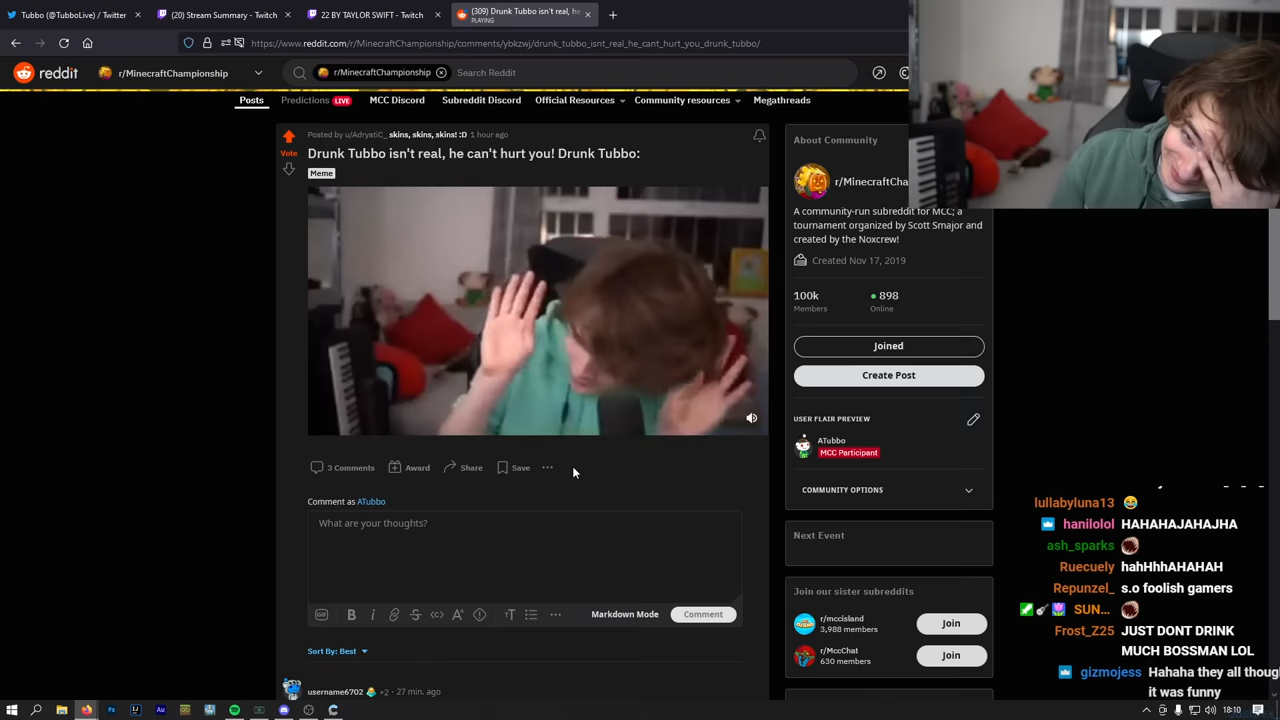 Tubbo (@TubboLive) / Twitter
(20) Stream Summary - Twitch
22 BY TAYLOR SWIFT - Twitch
(309) Drunk Tubbo isn't real, he
PLAYING
https://www.reddit.com/r/MinecraftChampionship/comments/ybkzwj/drunk_tubbo_isnt_real_he_cant_hurt_you_drunk_tubbo/
reddit
r/MinecraftChampionship
r/MinecraftChampionship
Search Reddit
Posts
Predictions LIVE
MCC Discord
Subreddit Discord
Official Resources
Community resources
Megathreads
Posted by u/AdryatiC_ skins, skins, skins! :D 1 hour ago
Vote
Drunk Tubbo isn't real, he can't hurt you! Drunk Tubbo:
Meme
3 Comments
Award
Share
Save
Comment as ATubbo
What are your thoughts?
Markdown Mode
Comment
Sort By: Best
username6702 +2 · 27 min. ago
About Community
r/MinecraftCha
A community-run subreddit for MCC; a
tournament organized by Scott Smajor and
created by the Noxcrew!
Created Nov 17, 2019
100k
Members
898
Online
Joined
Create Post
USER FLAIR PREVIEW
ATubbo
MCC Participant
COMMUNITY OPTIONS
Next Event
Join our sister subreddits
r/mccisland
3,988 members
Join
r/MccChat
630 members
Join
lullabyluna13
hanilolol HAHAHAJAHAJHA
ash_sparks
Ruecuely hahHhhAHAHAH
Repunzel_ s.o foolish gamers
SUN...
Frost_Z25 JUST DONT DRINK
MUCH BOSSMAN LOL
gizmojess Hahaha they all thoug
it was funny
18:10